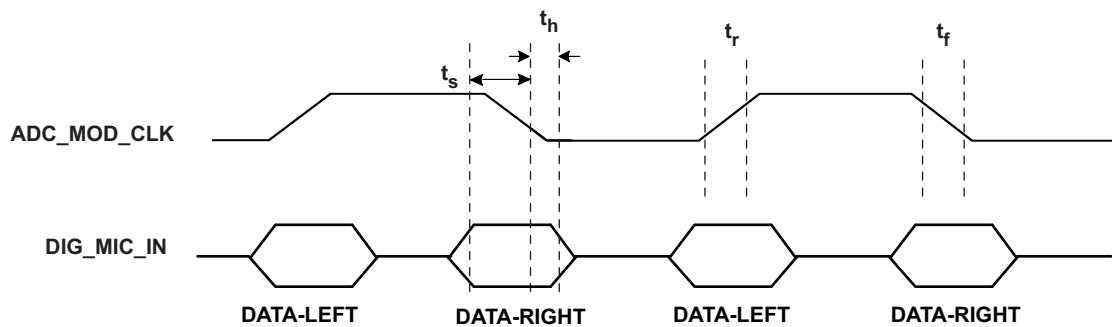 t_h
t_r
t_f
t_s
ADC_MOD_CLK
DIG_MIC_IN
DATA-LEFT DATA-RIGHT DATA-LEFT DATA-RIGHT